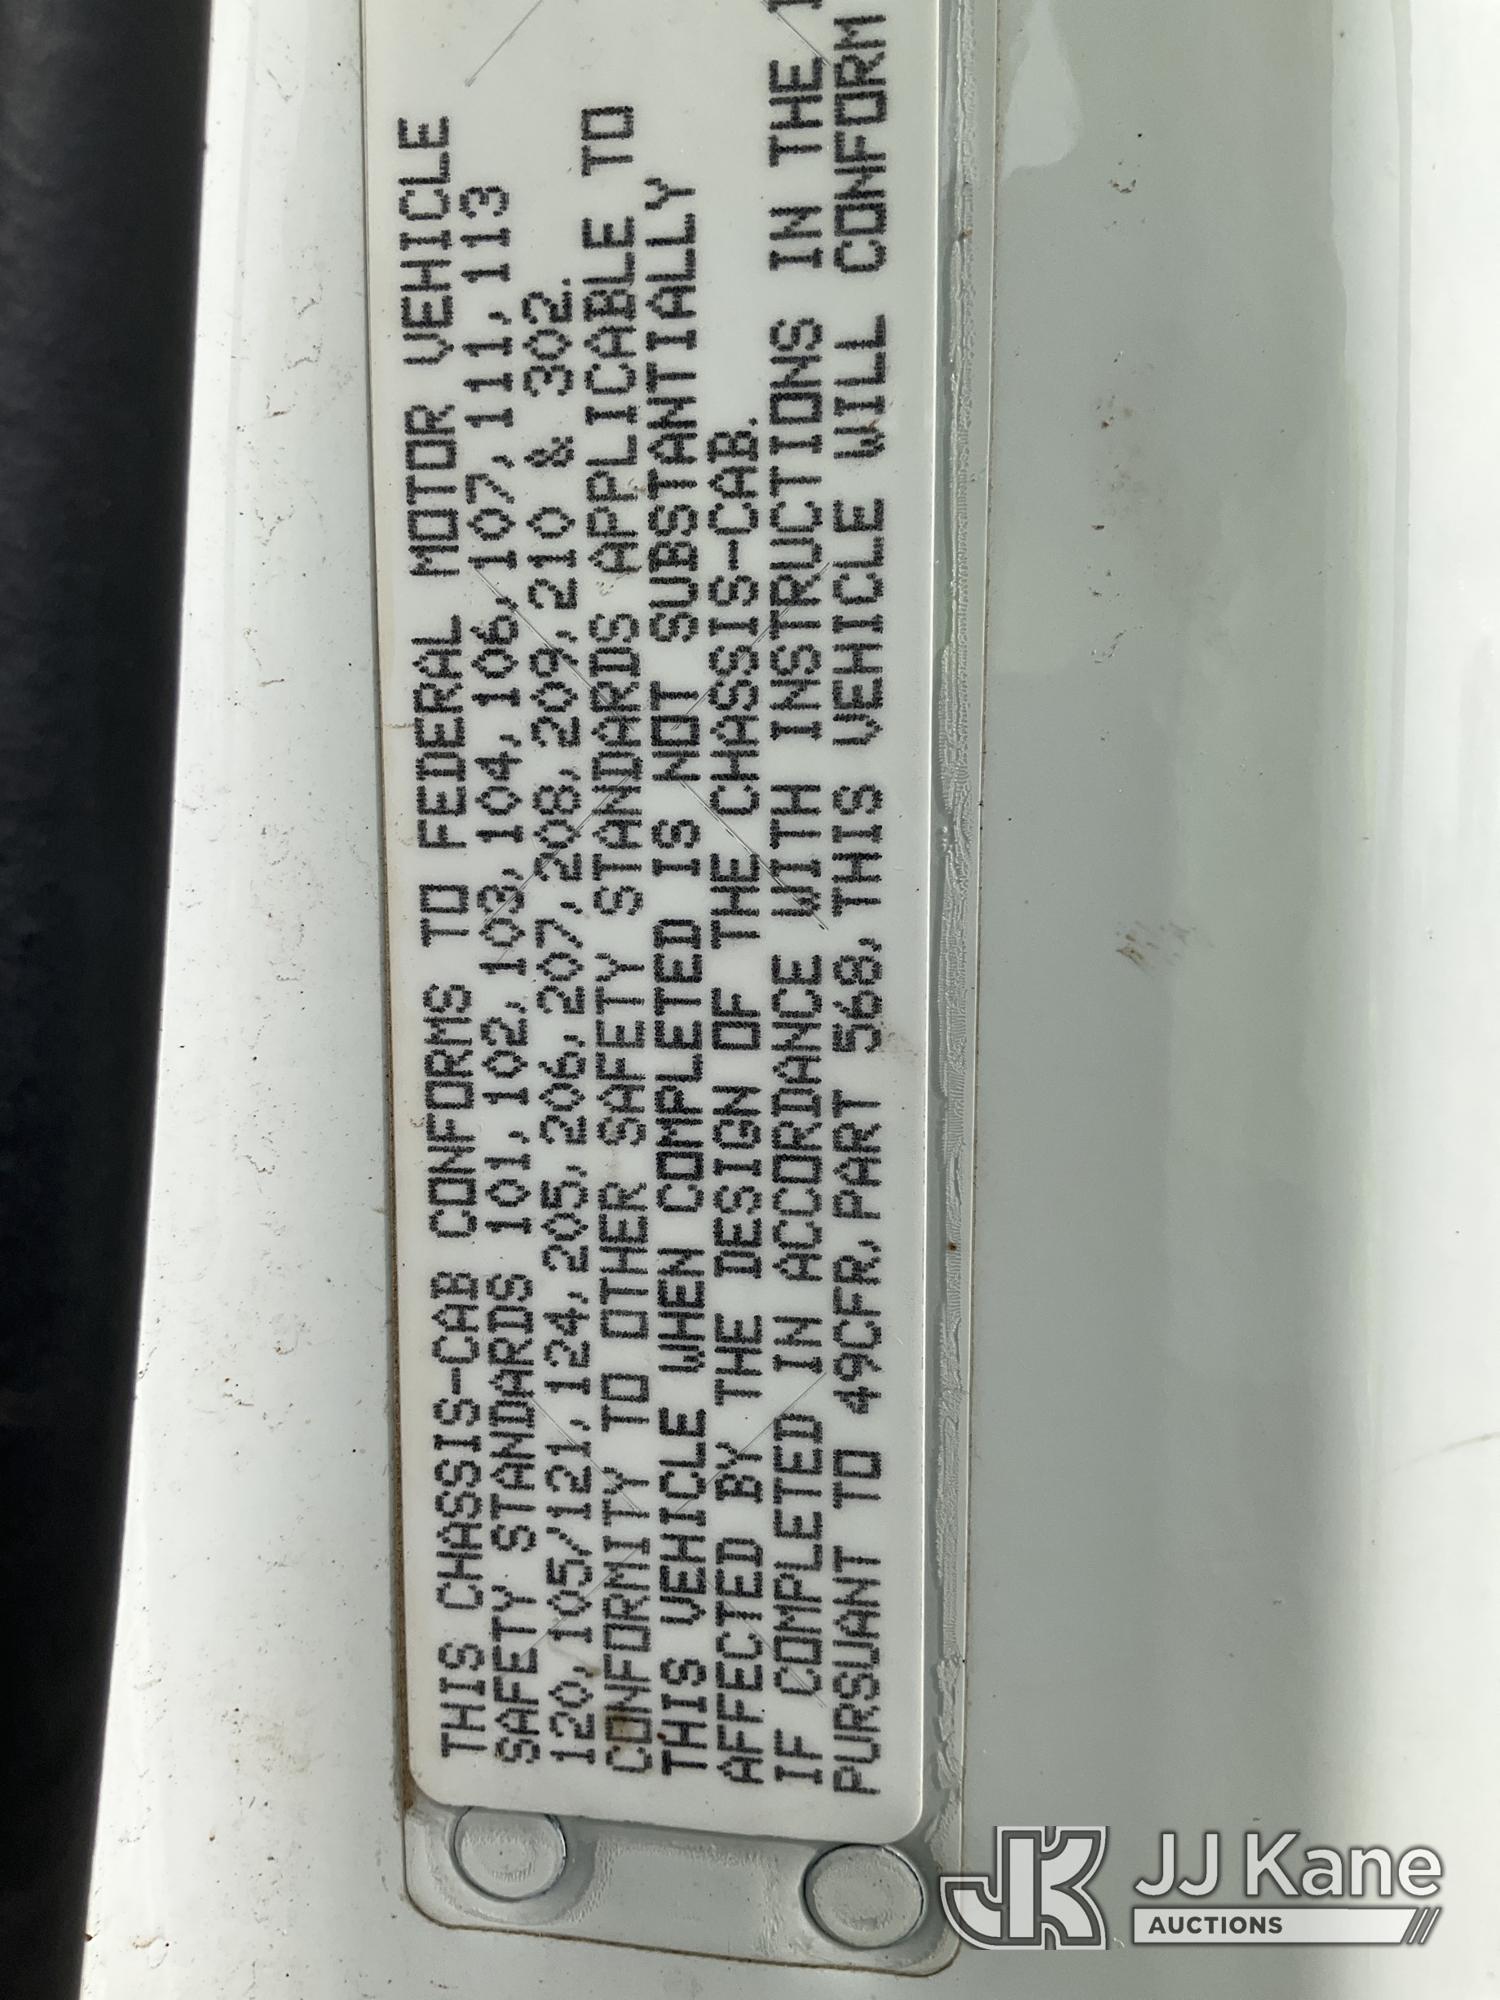 THIS CHASSIS-CAB CONFORMS TO FEDERAL MOTOR VEHICLE
SAFETY STANDARDS 101, 102, 103, 104, 106, 107, 111, 113
120, 105/121, 124, 205, 206, 207, 208, 209, 210 & 302.
CONFORMITY TO OTHER SAFETY STANDARDS APPLICABLE TO
THIS VEHICLE WHEN COMPLETED IS NOT SUBSTANTIALLY
AFFECTED BY THE DESIGN OF THE CHASSIS-CAB.
IF COMPLETED IN ACCORDANCE WITH INSTRUCTIONS IN THE
PURSUANT TO 49CFR, PART 568, THIS VEHICLE WILL CONFORM
JK JJ Kane
AUCTIONS